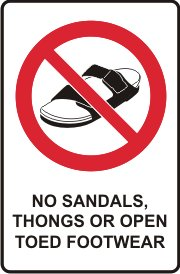 NO SANDALS,
THONGS OR OPEN
TOED FOOTWEAR